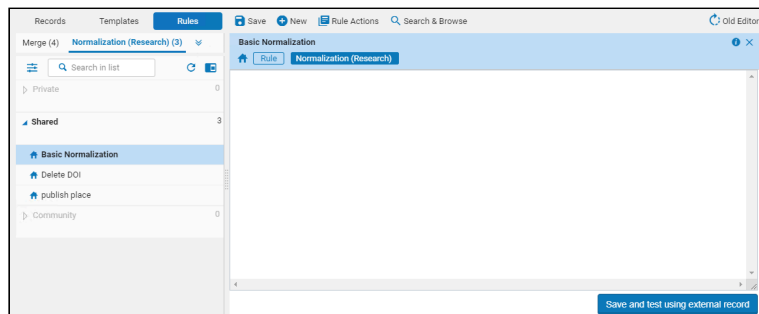 Records Templates Rules Save New Rule Actions Search & Browse Old Editor
Merge (4) Normalization (Research) (3)
Basic Normalization
Rule Normalization (Research)
Search in list
Private 0
Shared 3
Basic Normalization
Delete DOI
publish place
Community 0
Save and test using external record